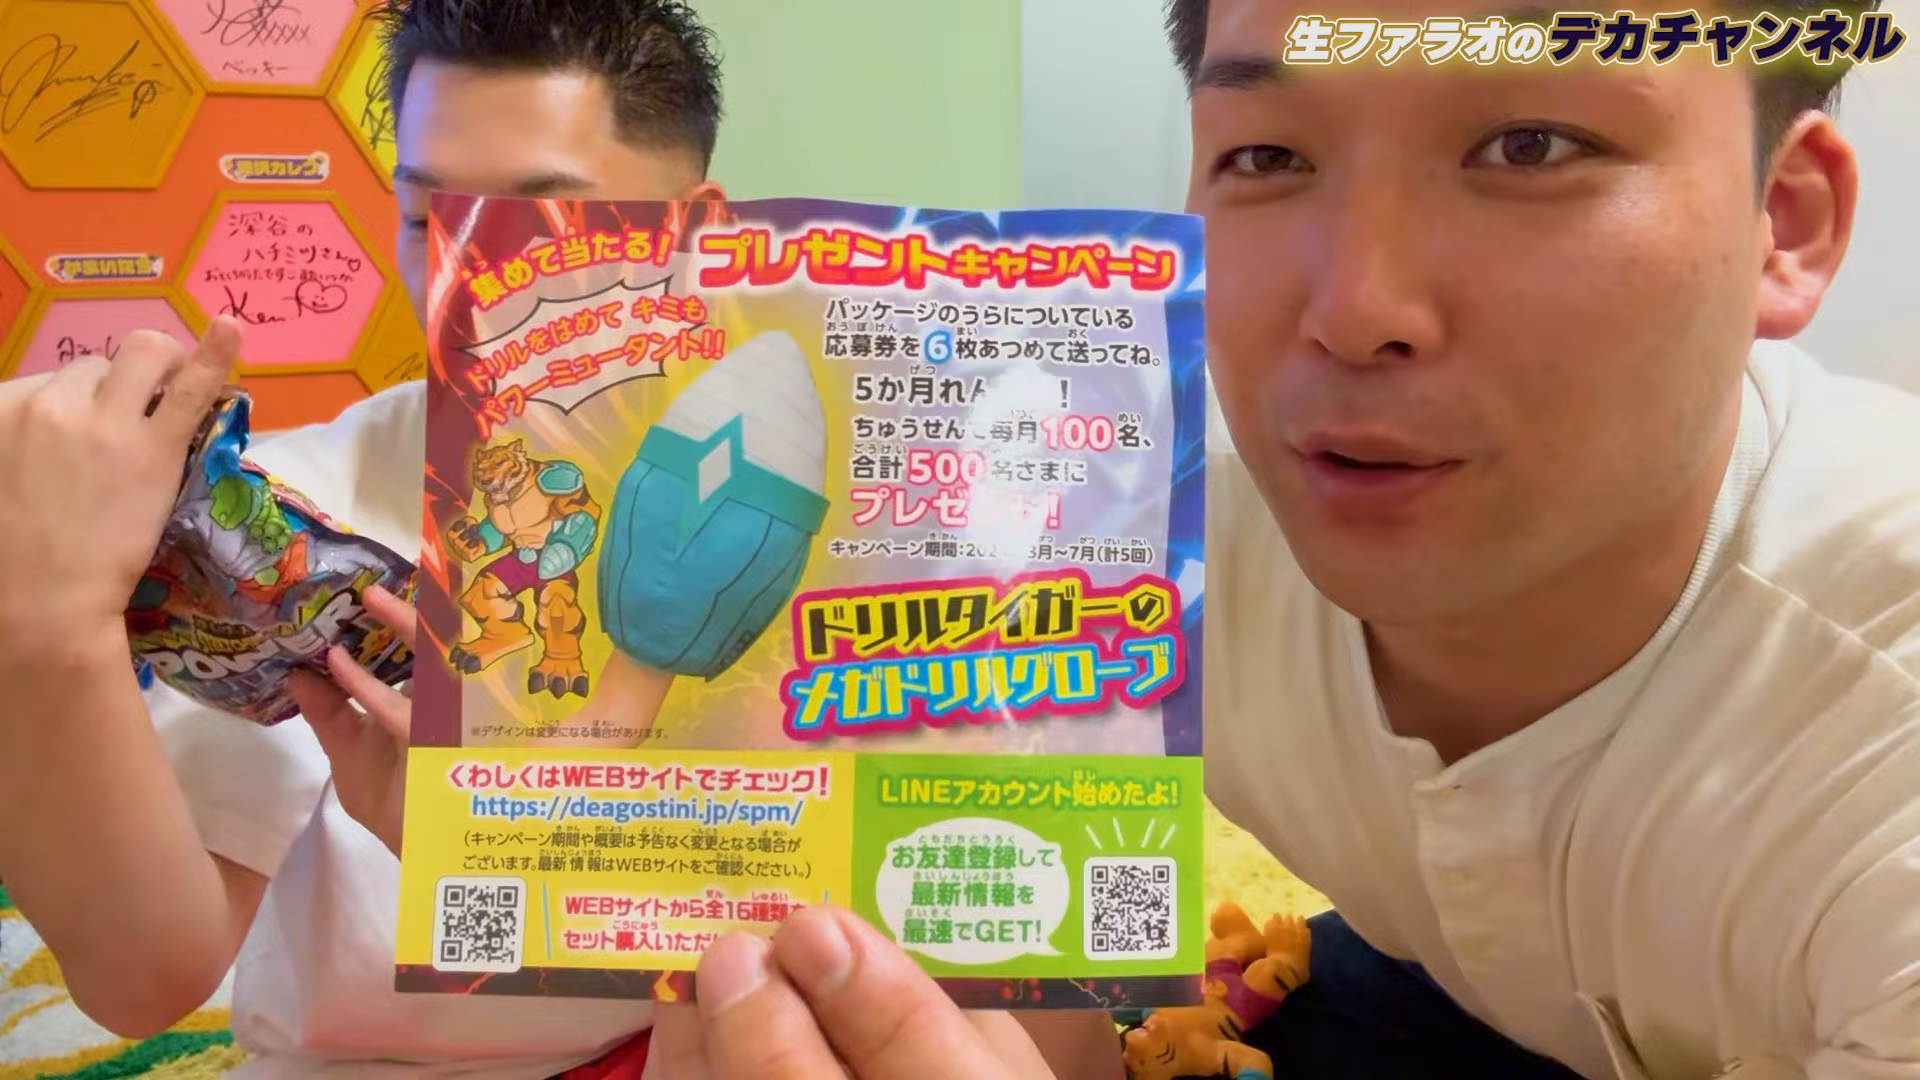 生ファラオのデカチャンネル
ベッキー
深谷の
ハチミツさん
Ken
POWER
集めて当たる!
プレゼントキャンペーン
ドリルをはめて キミも
パワーミュータント!!
パッケージのうらについている
応募券を6枚あつめて送ってね。
5か月れん !
ちゅうせんで毎月100名、
合計500名さまに
プレゼント!
キャンペーン期間:202 3月〜7月(計5回)
ドリルタイガーの
メガドリルグローブ
※デザインは変更になる場合があります。
くわしくはWEBサイトでチェック!
https://deagostini.jp/spm/
(キャンペーン期間や概要は予告なく変更となる場合が
ございます。最新情報はWEBサイトをご確認ください。)
WEBサイトから全16種類を
セット購入いただ
LINEアカウント始めたよ!
お友達登録して
最新情報を
最速でGET!